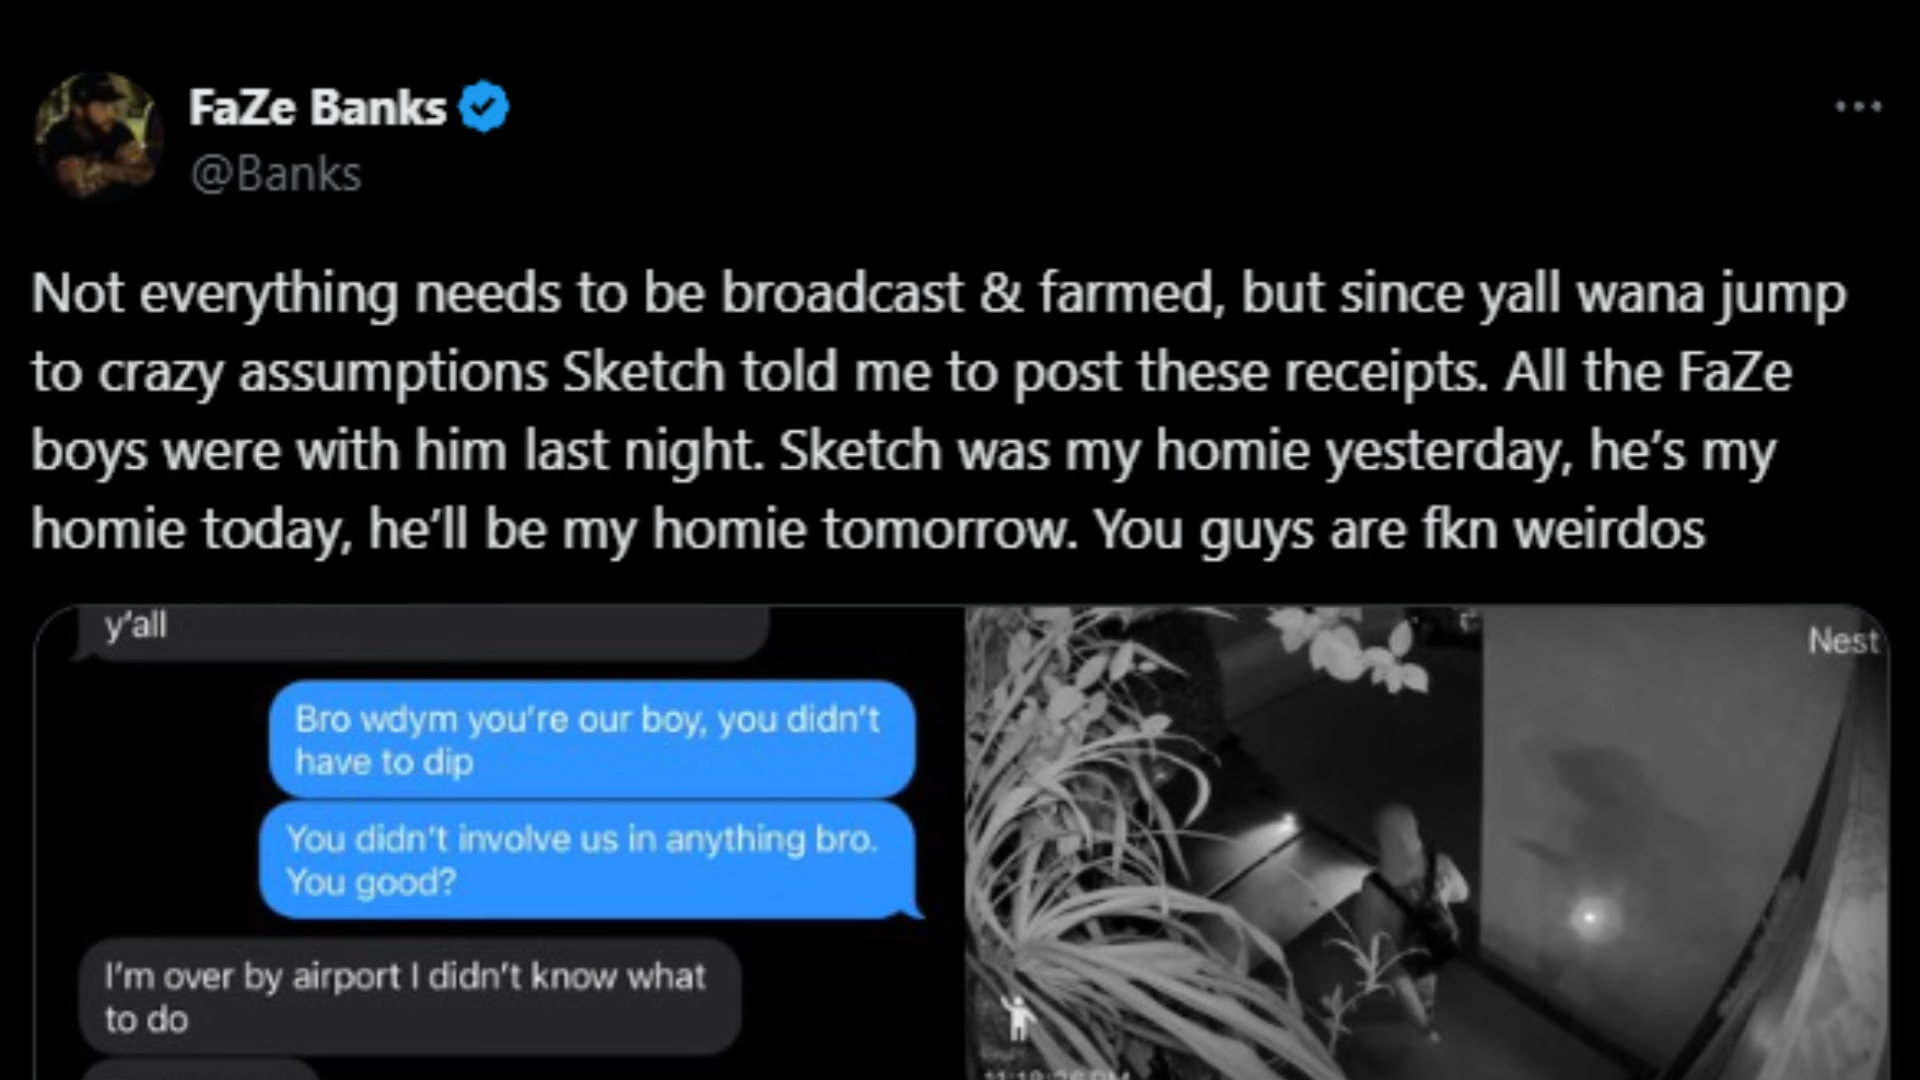 FaZe Banks
@Banks
Not everything needs to be broadcast & farmed, but since yall wana jump
to crazy assumptions Sketch told me to post these receipts. All the FaZe
boys were with him last night. Sketch was my homie yesterday, he's my
homie today, he'll be my homie tomorrow. You guys are fkn weirdos
y'all
Bro wdym you're our boy, you didn't
have to dip
You didn't involve us in anything bro.
You good?
I'm over by airport I didn't know what
to do
Nest